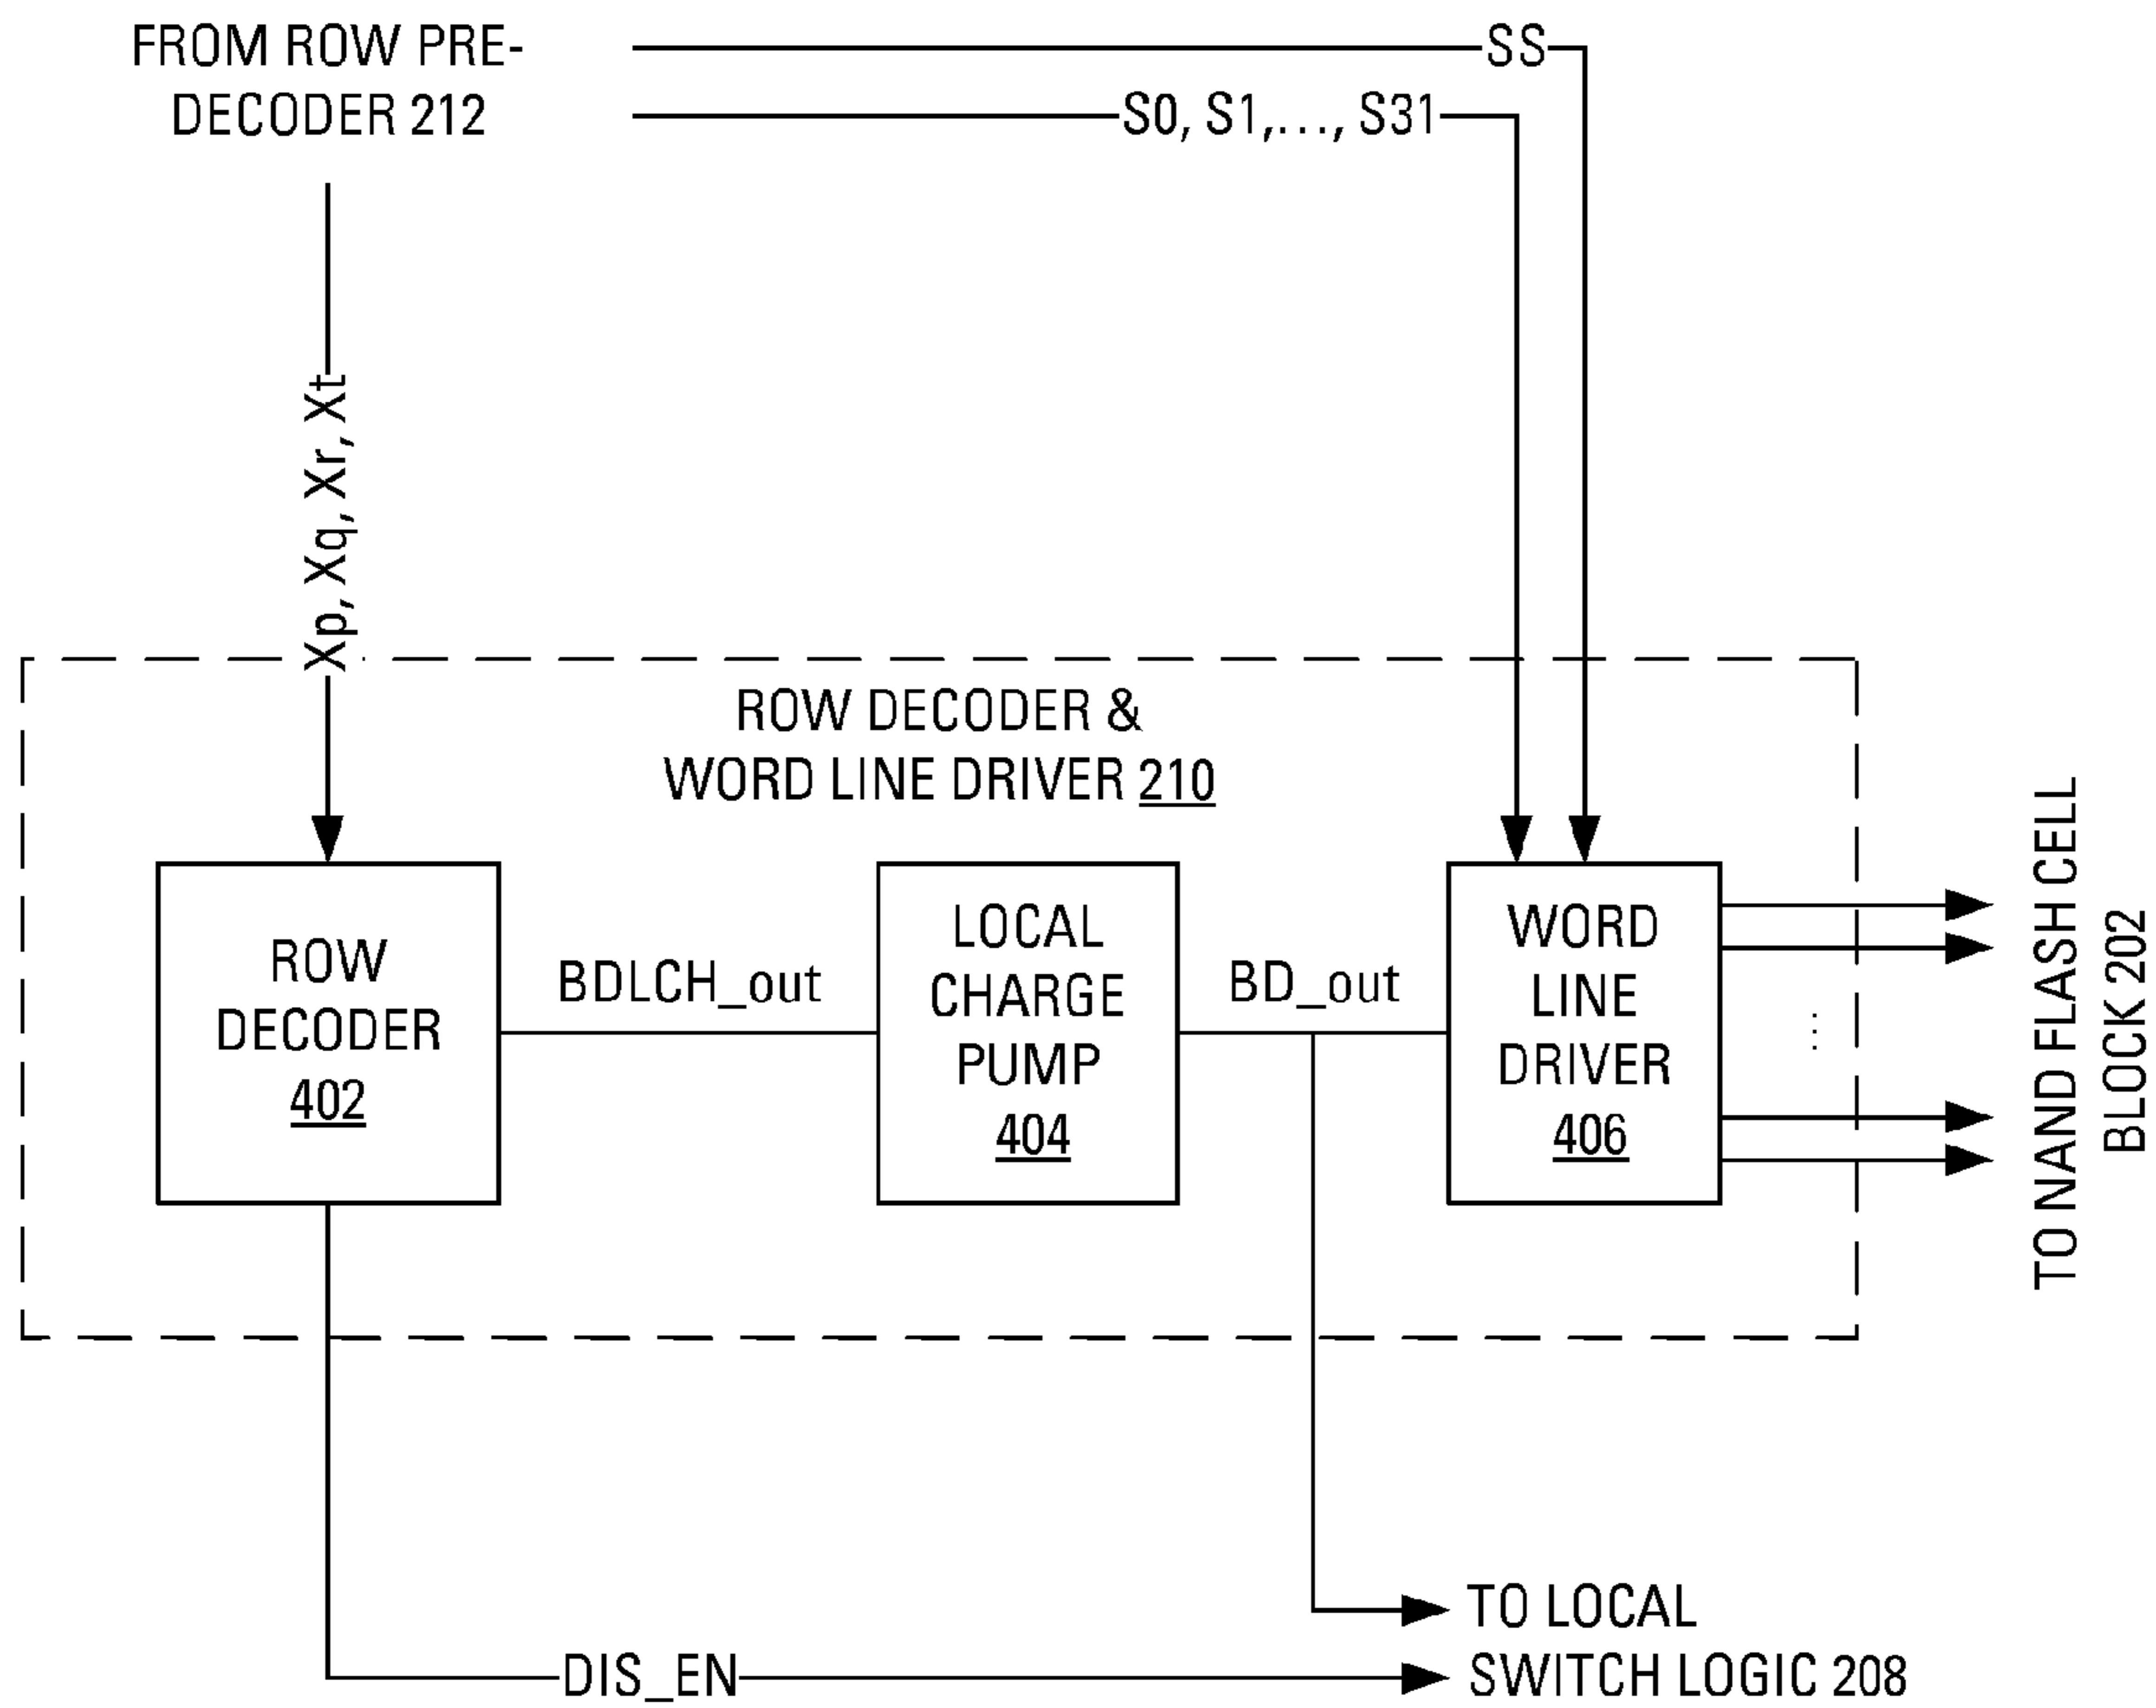 FROM ROW PRE-
DECODER 212
SS
S0, S1,..., S31
Xp, Xq, Xr, Xt
ROW DECODER &
WORD LINE DRIVER 210
ROW
DECODER
402
BDLCH_out
LOCAL
CHARGE
PUMP
404
BD_out
WORD
LINE
DRIVER
406
TO NAND FLASH CELL
BLOCK 202
TO LOCAL
SWITCH LOGIC 208
DIS_EN